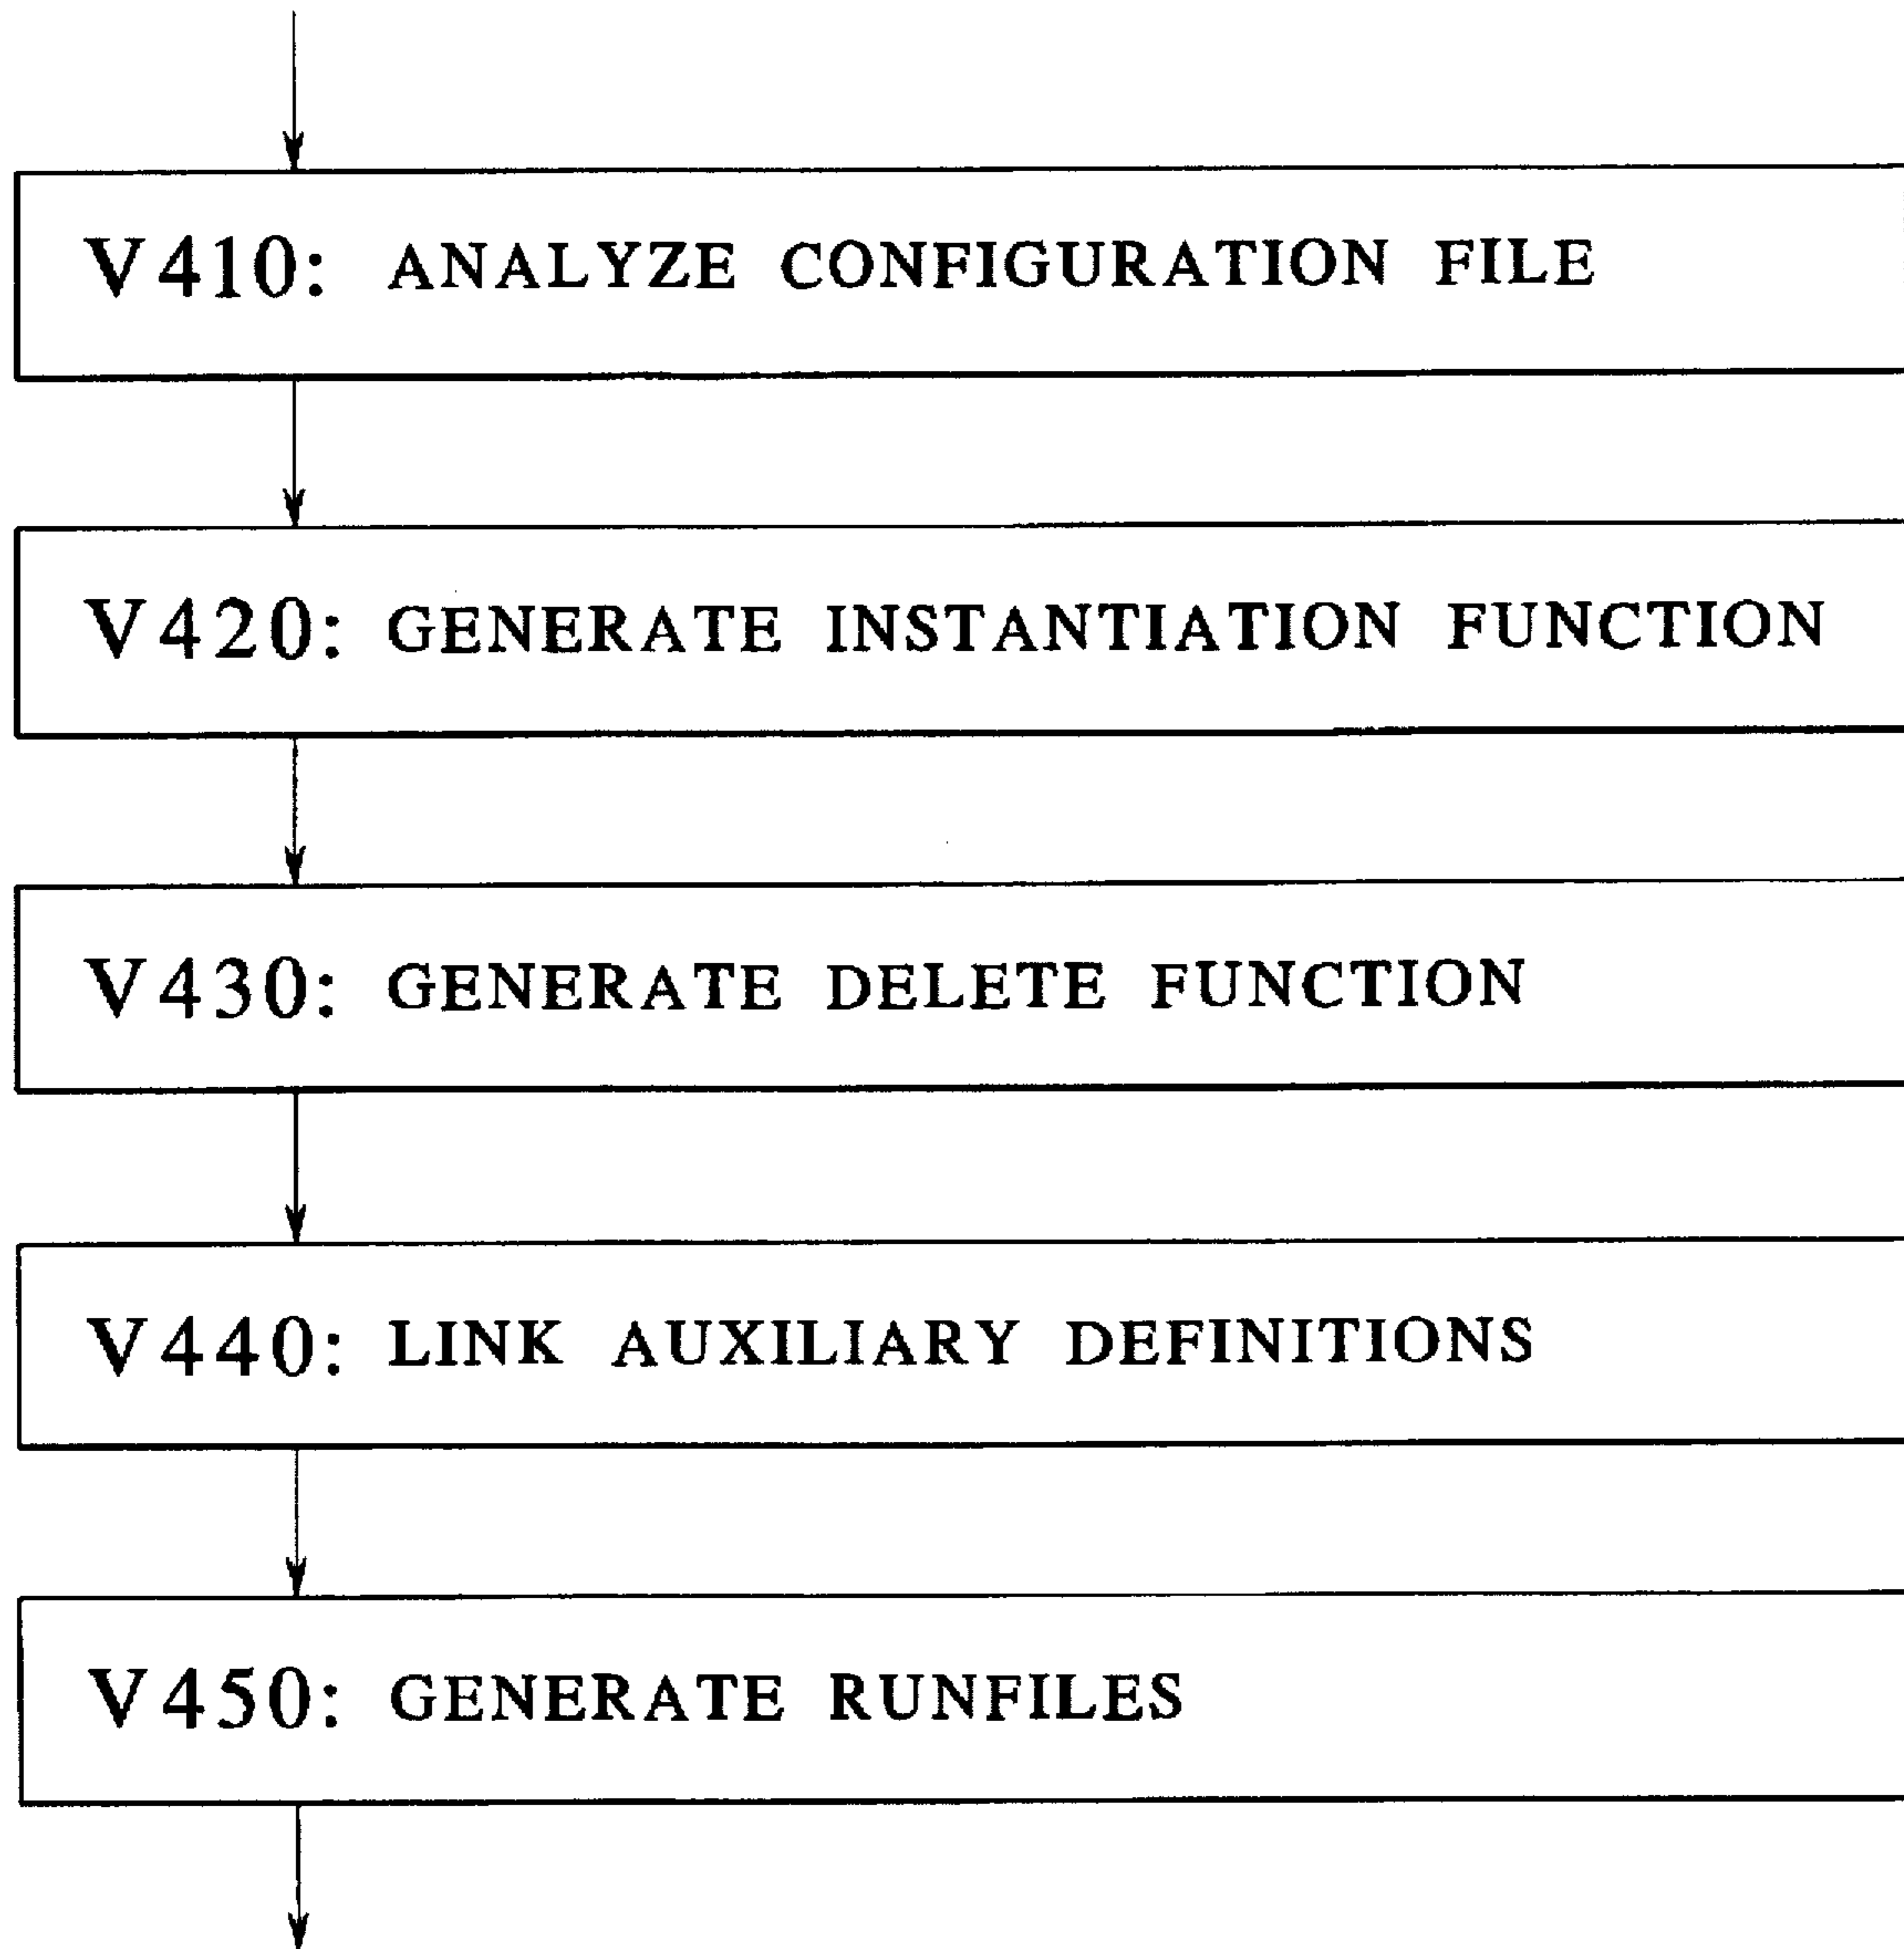 V410: ANALYZE CONFIGURATION FILE
V420: GENERATE INSTANTIATION FUNCTION
V430: GENERATE DELETE FUNCTION
V440: LINK AUXILIARY DEFINITIONS
V450: GENERATE RUNFILES